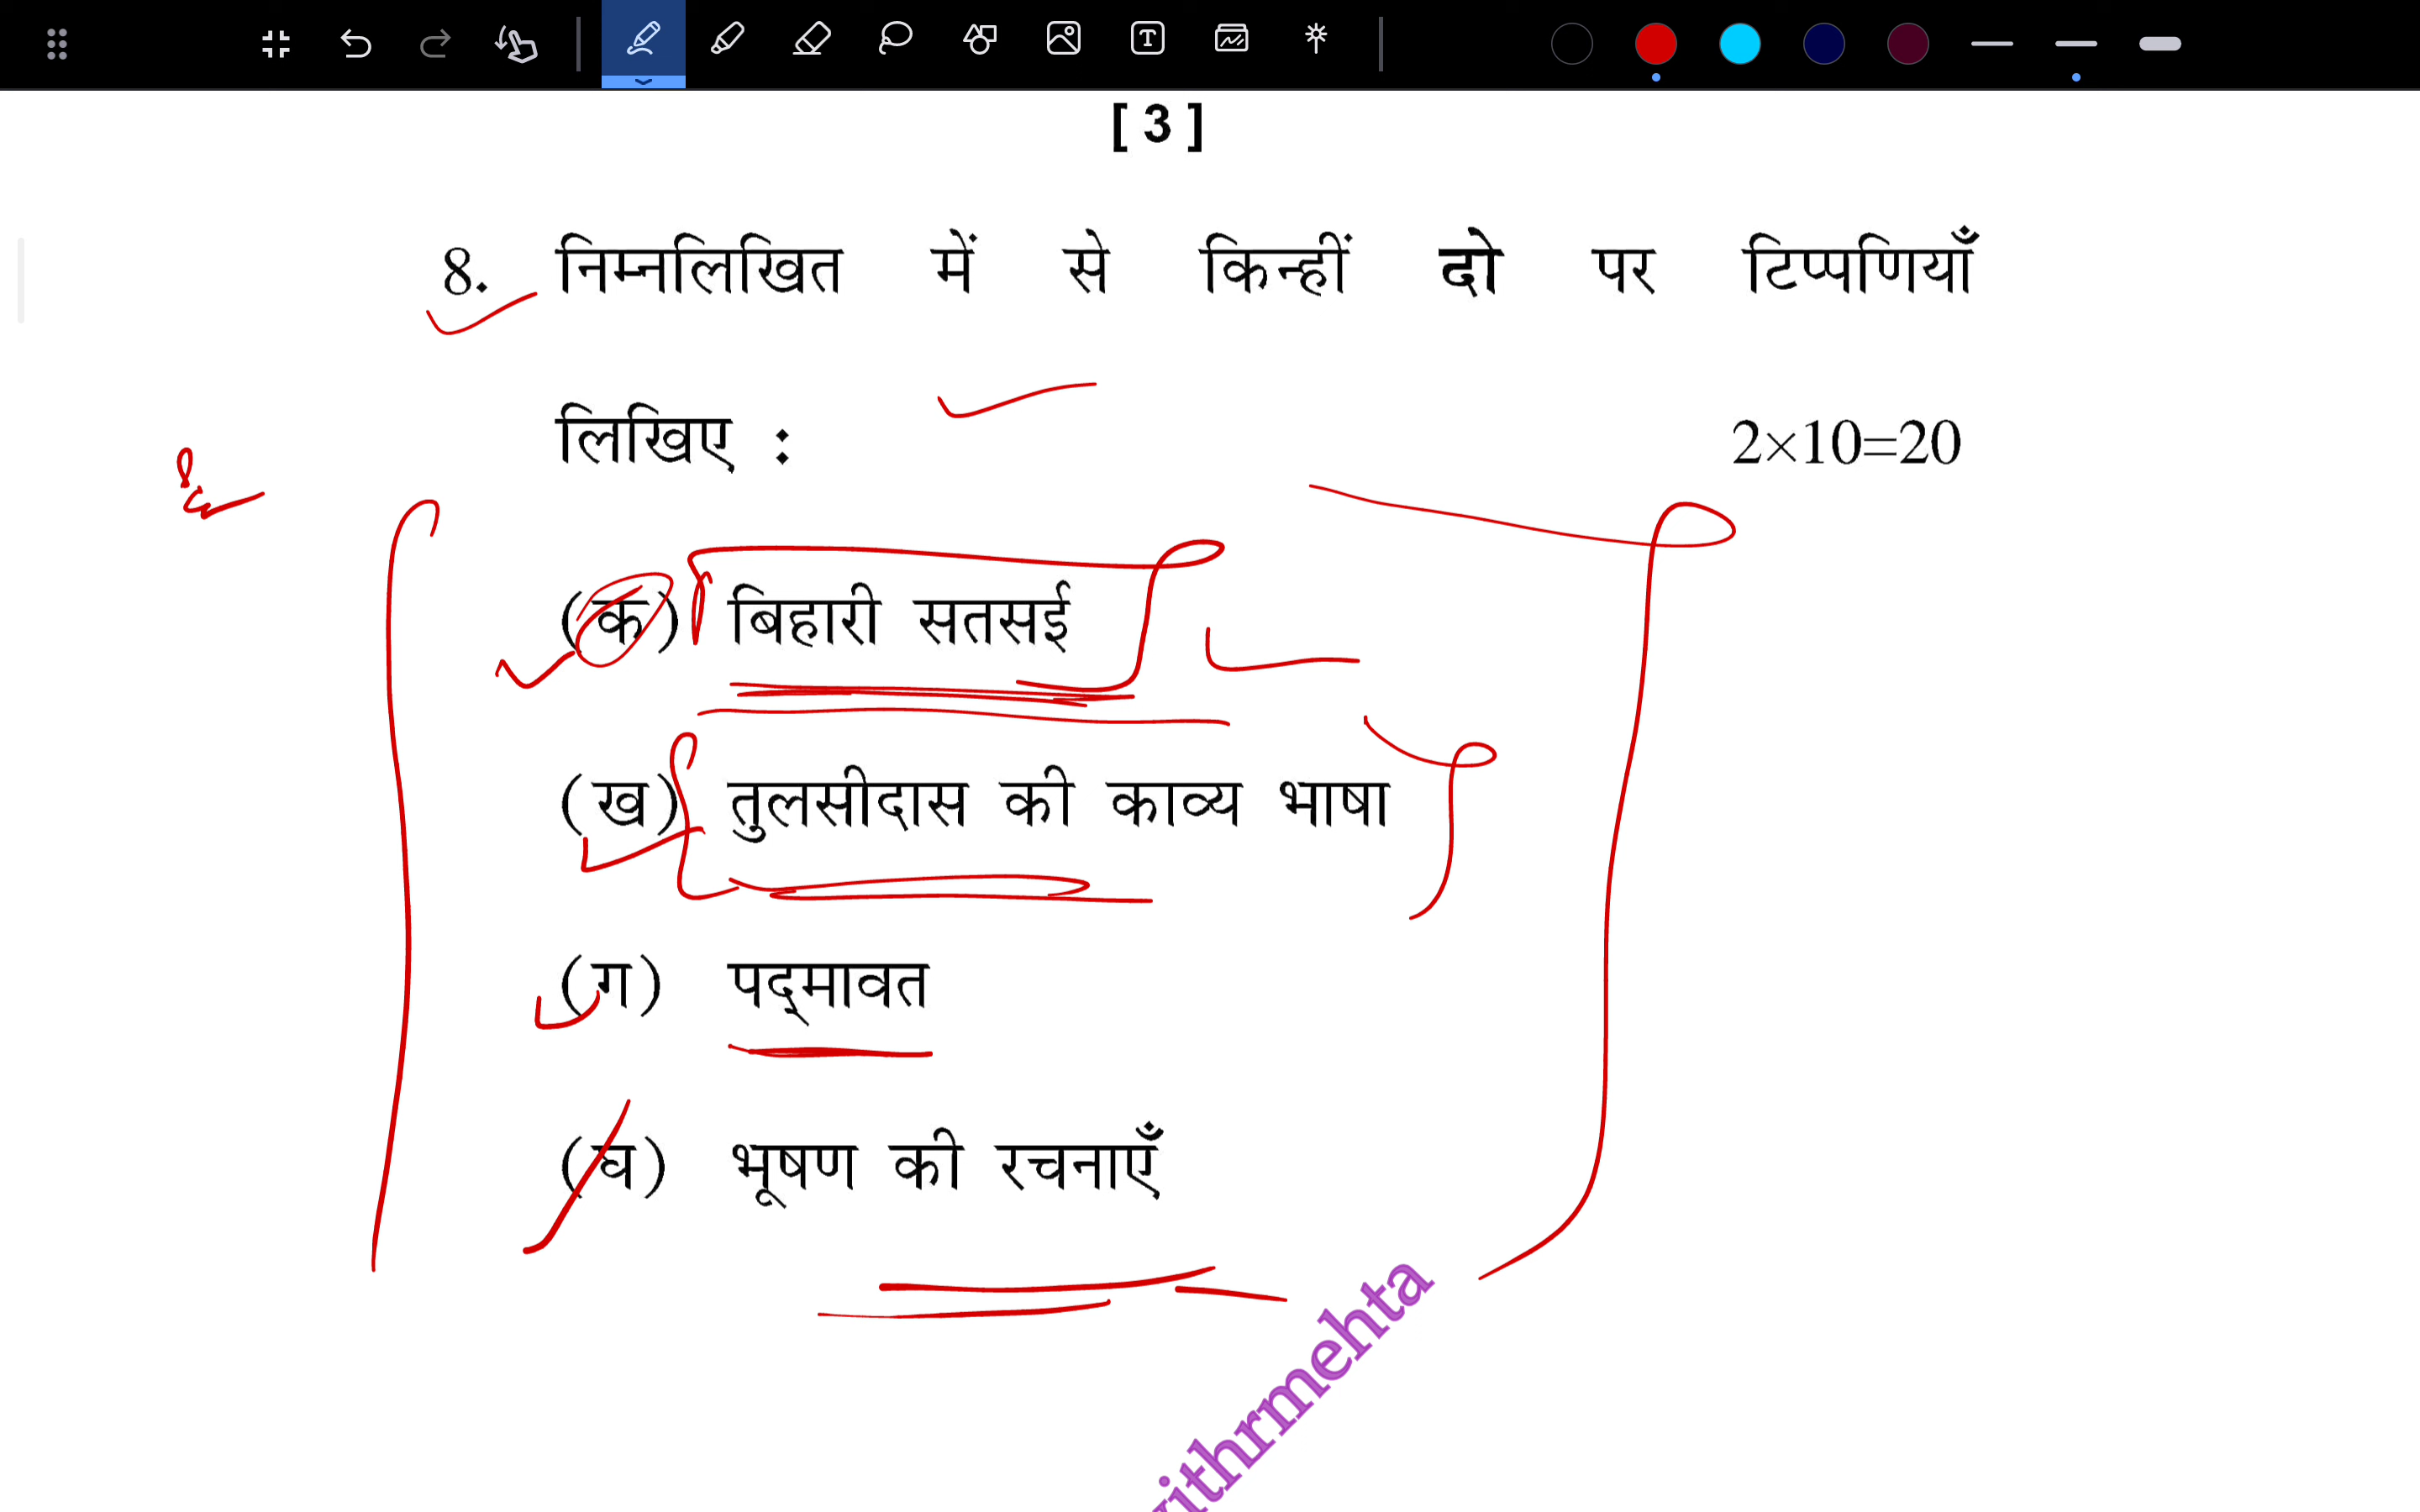 [ 3 ]
8. निम्नलिखित में से किन्हीं दो पर टिप्पणियाँ
लिखिए : 2×10=20
(क) बिहारी सतसई
(ख) तुलसीदास की काव्य भाषा
(ग) पद्मावत
(घ) भूषण की रचनाएँ
ithrmehta